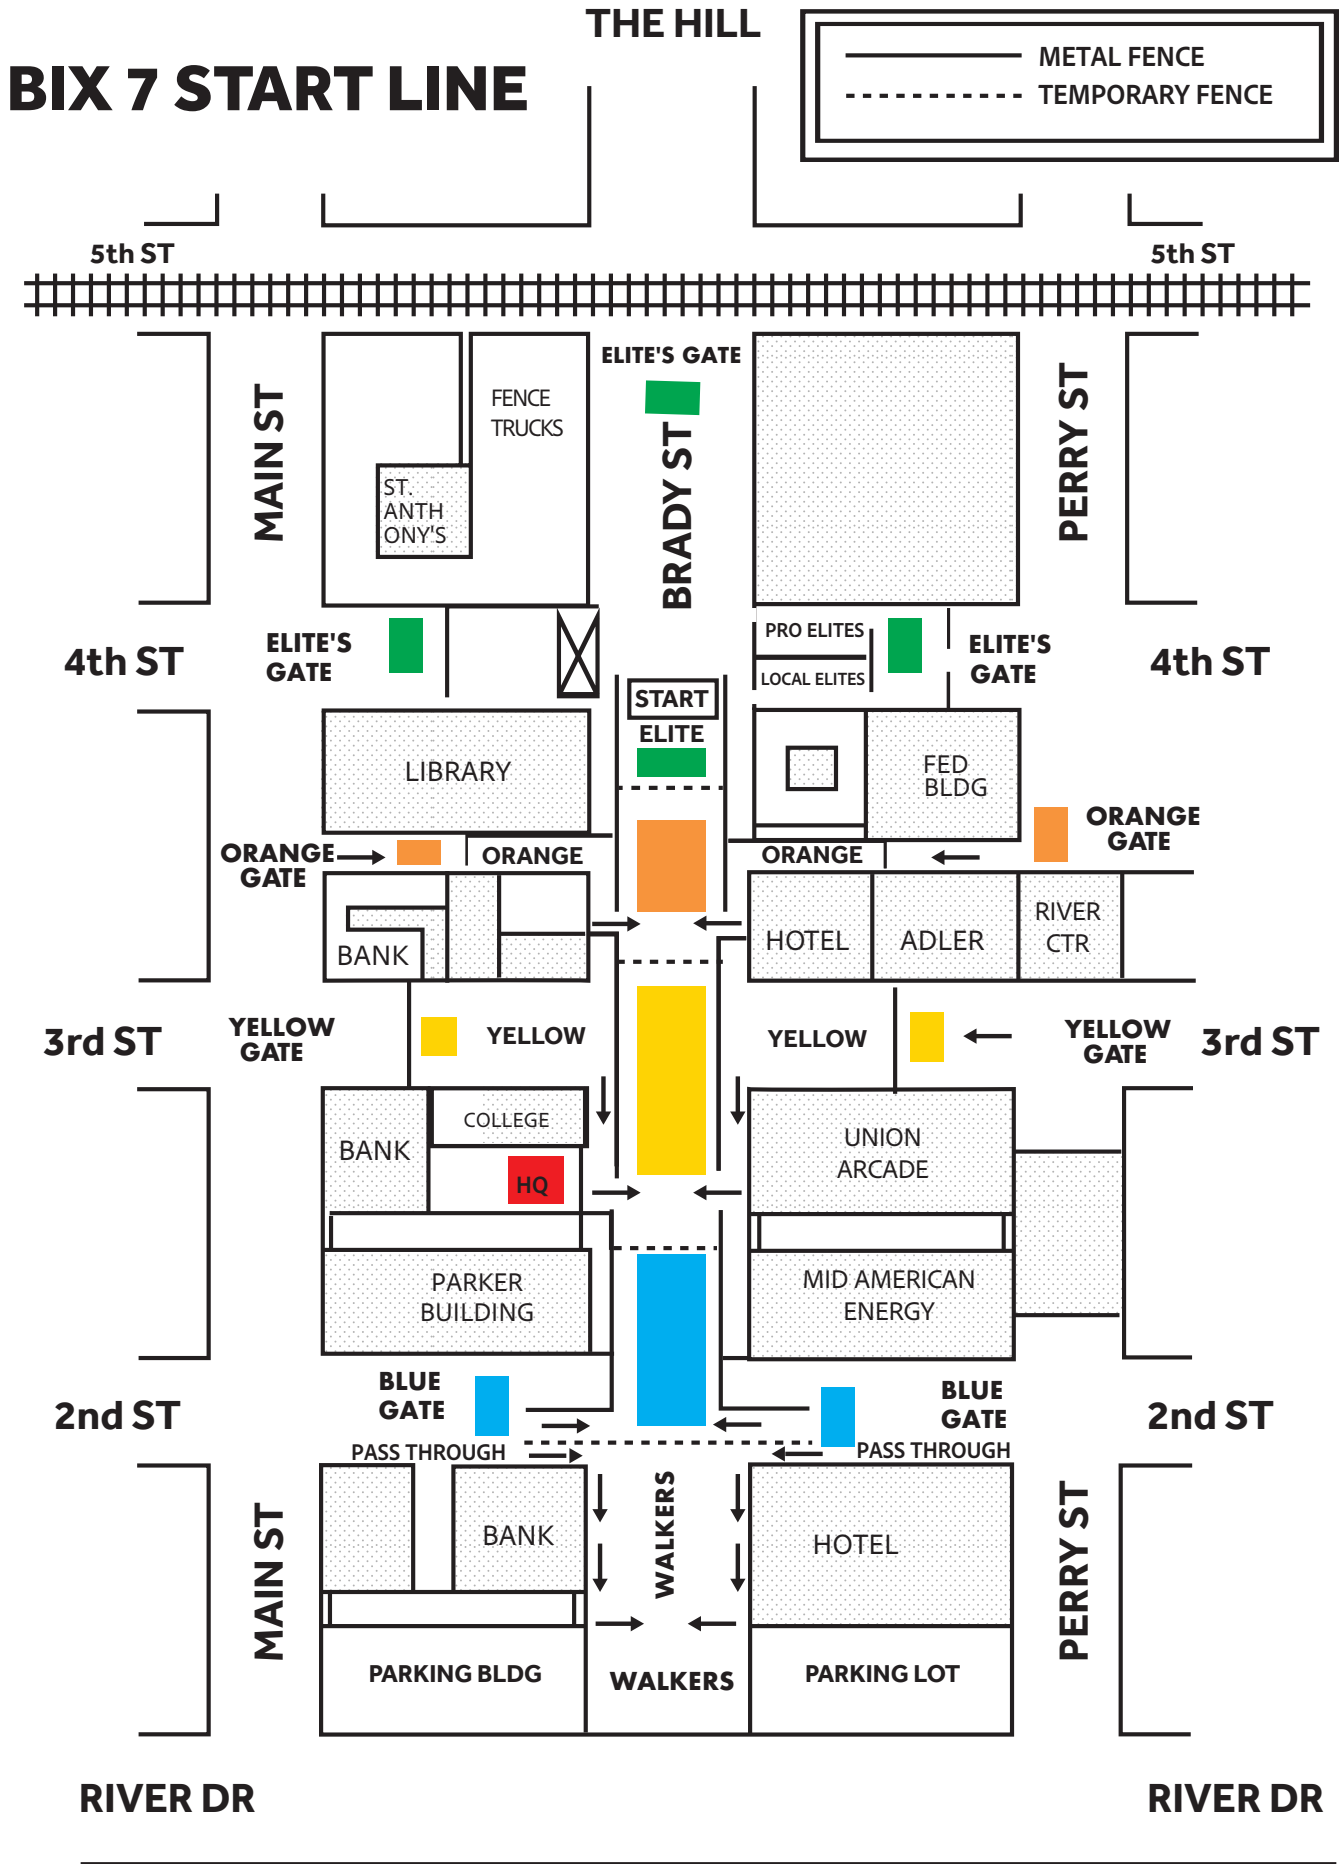 THE HILL
BIX 7 START LINE
METAL FENCE
TEMPORARY FENCE
5th ST
5th ST
ELITE'S GATE
FENCE
TRUCKS
MAIN ST
BRADY ST
PERRY ST
ST.
ANTH
ONY'S
4th ST
ELITE'S
GATE
PRO ELITES
LOCAL ELITES
ELITE'S
GATE
4th ST
START
ELITE
LIBRARY
FED
BLDG
ORANGE
GATE
ORANGE
ORANGE
ORANGE
GATE
BANK
HOTEL
ADLER
RIVER
CTR
3rd ST
YELLOW
GATE
YELLOW
YELLOW
YELLOW
GATE
3rd ST
BANK
COLLEGE
HQ
UNION
ARCADE
PARKER
BUILDING
MID AMERICAN
ENERGY
2nd ST
BLUE
GATE
BLUE
GATE
2nd ST
PASS THROUGH
PASS THROUGH
MAIN ST
BANK
WALKERS
HOTEL
PERRY ST
PARKING BLDG
WALKERS
PARKING LOT
RIVER DR
RIVER DR